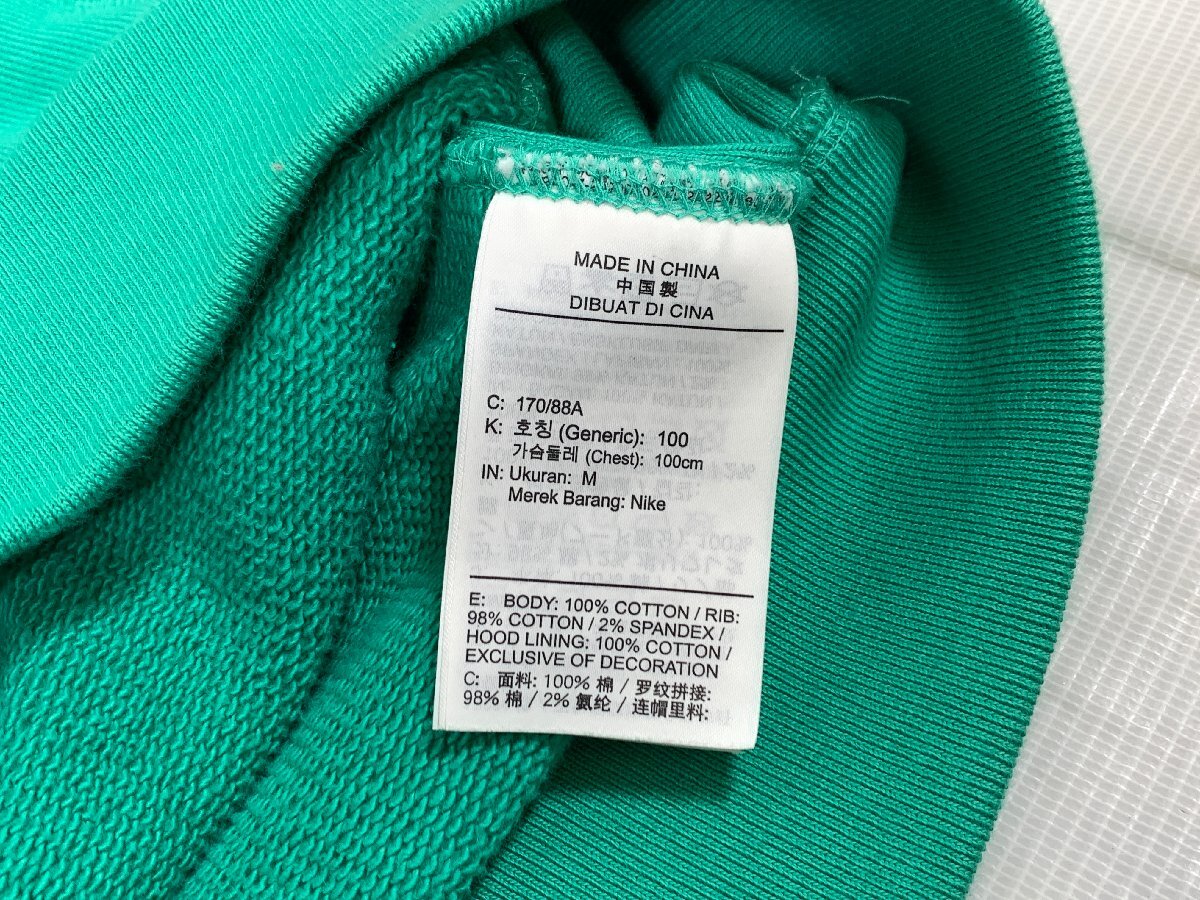 MADE IN CHINA
中国製
DIBUAT DI CINA
C: 170/88A
K: 호칭 (Generic): 100
가슴둘레 (Chest): 100cm
IN: Ukuran: M
Merek Barang: Nike
E: BODY: 100% COTTON / RIB:
98% COTTON / 2% SPANDEX /
HOOD LINING: 100% COTTON /
EXCLUSIVE OF DECORATION
C: 面料: 100% 棉 / 罗纹拼接:
98% 棉 / 2% 氨纶 / 连帽里料: